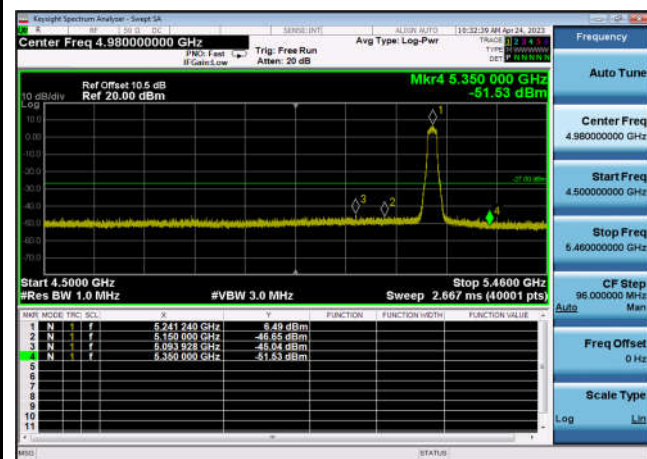 Keysight Spectrum Analyzer - Swept SA
R RF 50 Ω DC SENSE:INT ALIGN AUTO 10:32:39 AM Apr 24, 2023
Center Freq 4.980000000 GHz
PNO: Fast
IFGain:Low
Trig: Free Run
Atten: 20 dB
Avg Type: Log-Pwr
TRACE 1 2 3 4 5 6
TYPE M WWWWW
DET P N N N N N
Ref Offset 10.5 dB
10 dB/div Ref 20.00 dBm
Log
Mkr4 5.350 000 GHz
-51.53 dBm
10.0
0.00
-10.0
-20.0
-30.0
-40.0
-50.0
-60.0
-70.0
-27.00 dBm
1
2
3
4
Start 4.5000 GHz
Stop 5.4600 GHz
#Res BW 1.0 MHz #VBW 3.0 MHz Sweep 2.667 ms (40001 pts)
MKR MODE TRC SCL X Y FUNCTION FUNCTION WIDTH FUNCTION VALUE
1 N 1 f 5.241 240 GHz 6.49 dBm
2 N 1 f 5.150 000 GHz -46.65 dBm
3 N 1 f 5.093 928 GHz -45.04 dBm
4 N 1 f 5.350 000 GHz -51.53 dBm
5
6
7
8
9
10
11
MSG STATUS
Frequency
Auto Tune
Center Freq
4.980000000 GHz
Start Freq
4.500000000 GHz
Stop Freq
5.460000000 GHz
CF Step
96.000000 MHz
Auto Man
Freq Offset
0 Hz
Scale Type
Log Lin